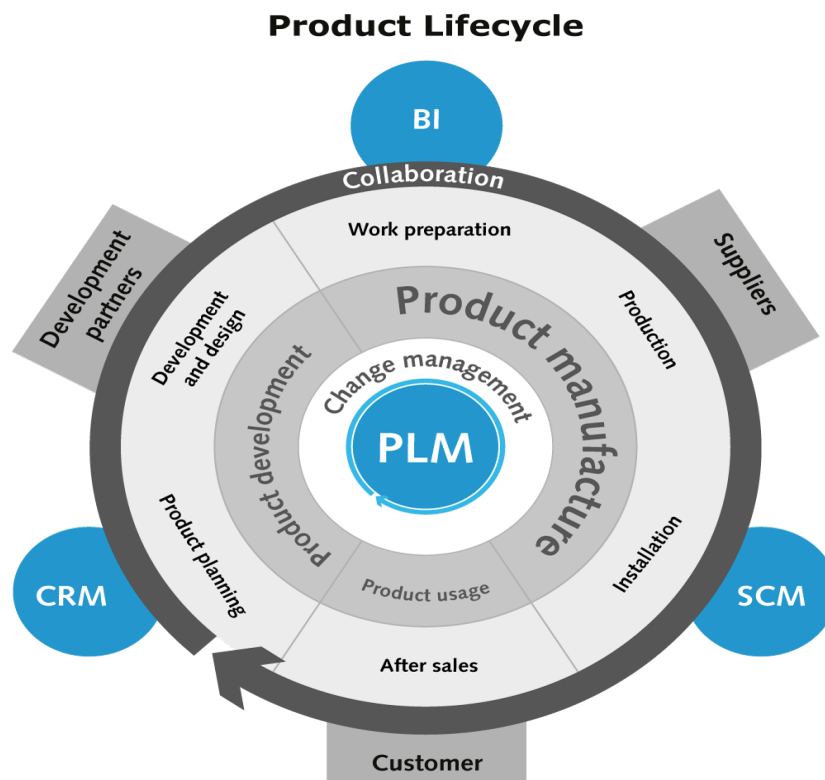 Product Lifecycle
BI
Collaboration
Work preparation
Development
partners
Suppliers
Development
and design
Production
Product manufacture
Product development
Change management
PLM
Product planning
Installation
CRM
SCM
Product usage
After sales
Customer